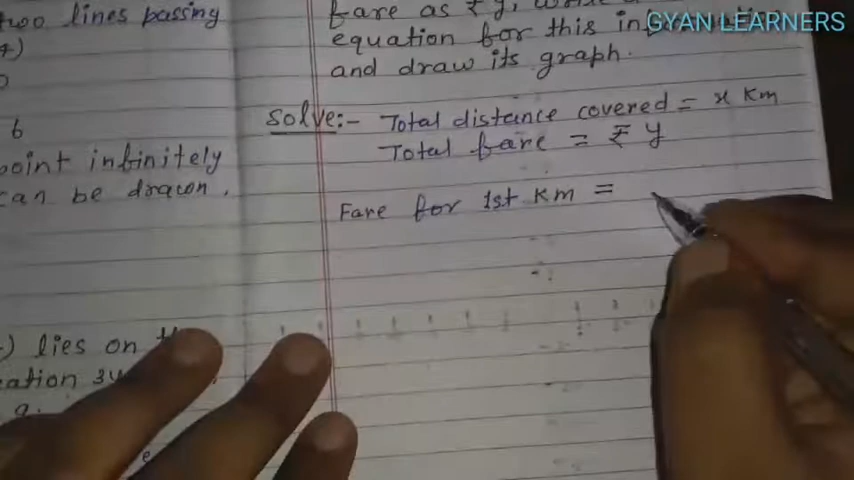 two lines passing
6
point infinitely
can be drawn.
lies on
fare as ₹ y,
equation for this
and draw its graph.
Solve:- Total distance covered = x Km
Total fare = ₹ y
Fare for 1st Km =
GYAN LEARNERS